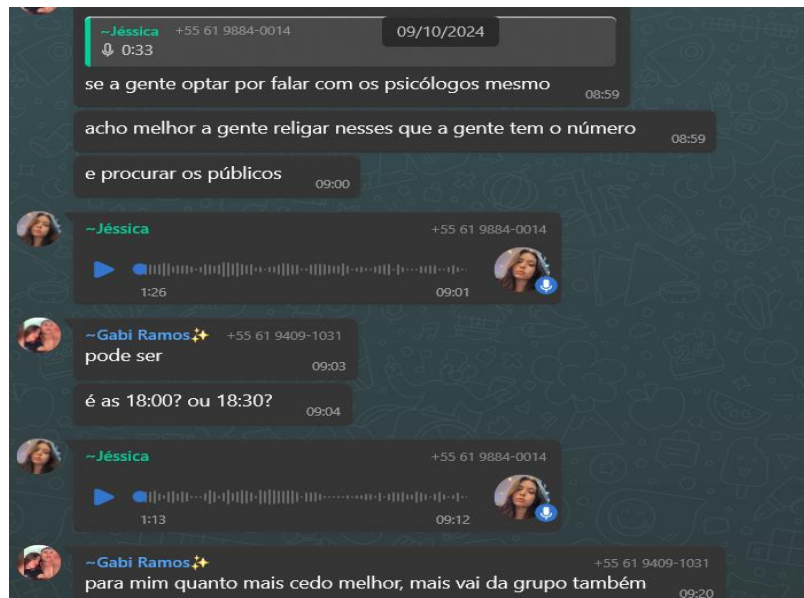 ~Jéssica +55 61 9884-0014
09/10/2024
0:33
se a gente optar por falar com os psicólogos mesmo
08:59
acho melhor a gente religar nesses que a gente tem o número
08:59
e procurar os públicos
09:00
~Jéssica +55 61 9884-0014
1:26 09:01
~Gabi Ramos✨ +55 61 9409-1031
pode ser
09:03
é as 18:00? ou 18:30?
09:04
~Jéssica +55 61 9884-0014
1:13 09:12
~Gabi Ramos✨ +55 61 9409-1031
para mim quanto mais cedo melhor, mais vai da grupo também
09:20